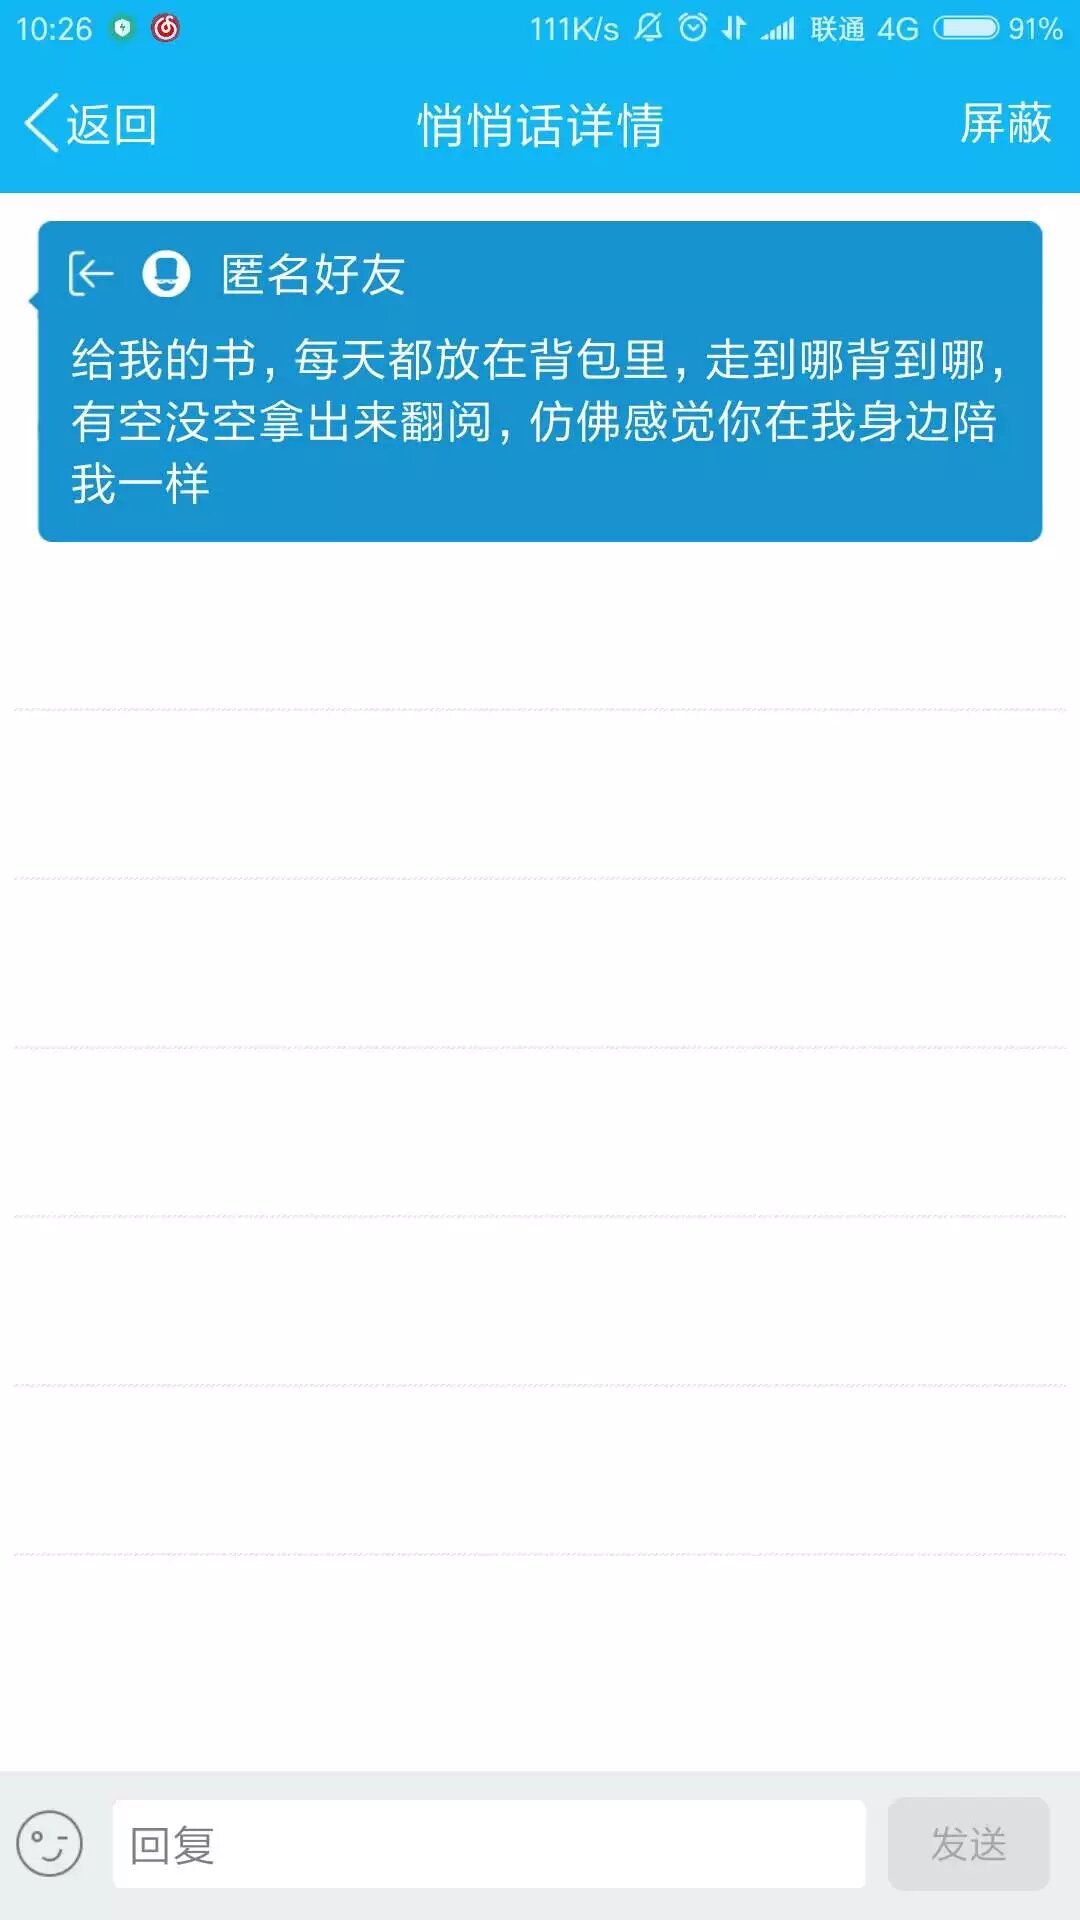 10:26 111K/s 联通 4G 91%
返回 悄悄话详情 屏蔽
匿名好友
给我的书，每天都放在背包里，走到哪背到哪，
有空没空拿出来翻阅，仿佛感觉你在我身边陪
我一样
回复 发送